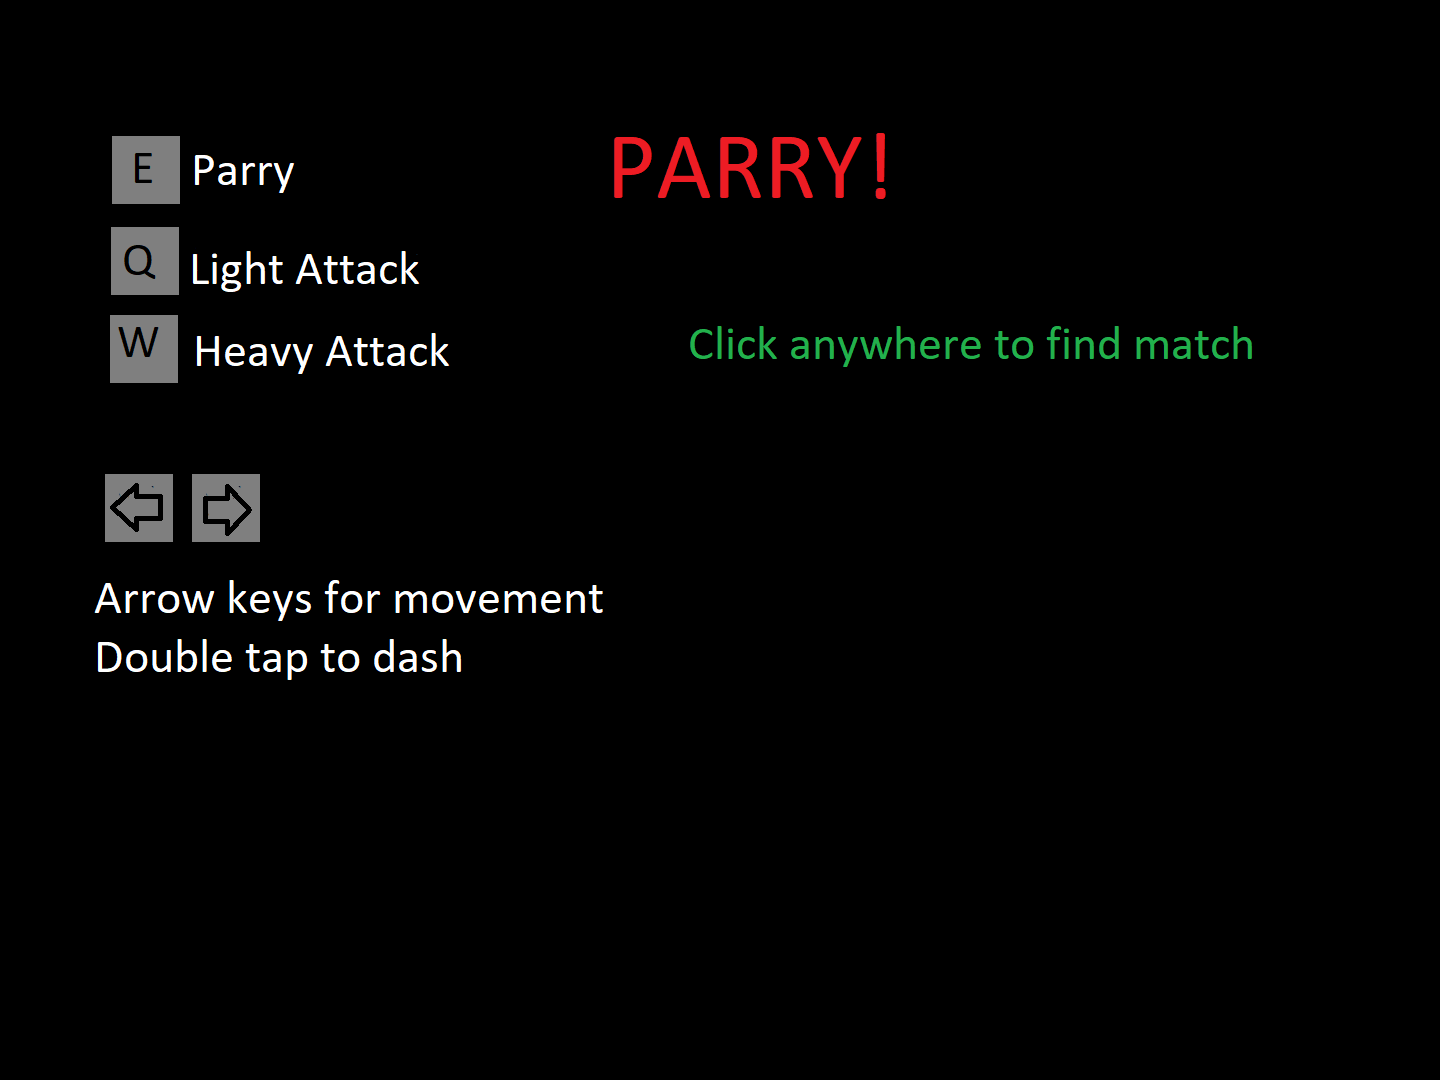 PARRY!
E Parry
Q Light Attack
W Heavy Attack
Click anywhere to find match
Arrow keys for movement
Double tap to dash